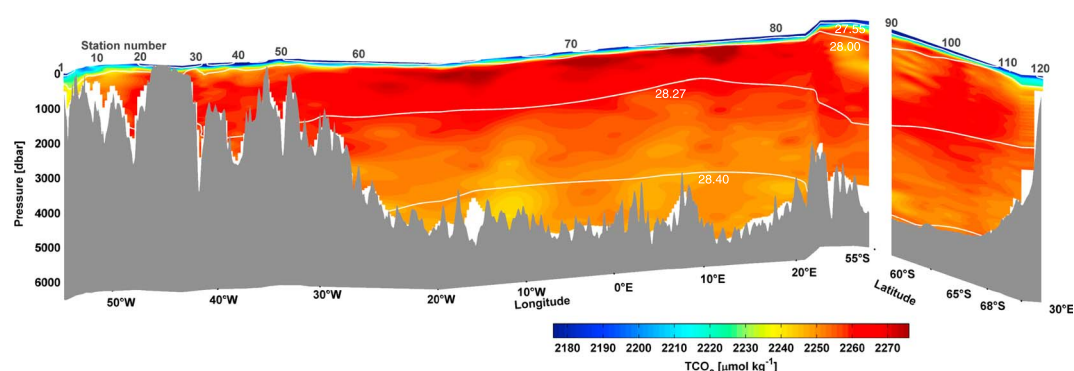 Station number
1 10 20 30 40 50 60 70 80 90 100 110 120
27.55
28.00
28.27
28.40
Pressure [dbar]
0
1000
2000
3000
4000
5000
6000
50°W 40°W 30°W 20°W 10°W 0°E 10°E 20°E 55°S 60°S 65°S 68°S 30°E
Longitude
Latitude
2180 2190 2200 2210 2220 2230 2240 2250 2260 2270
TCO₂ [μmol kg⁻¹]